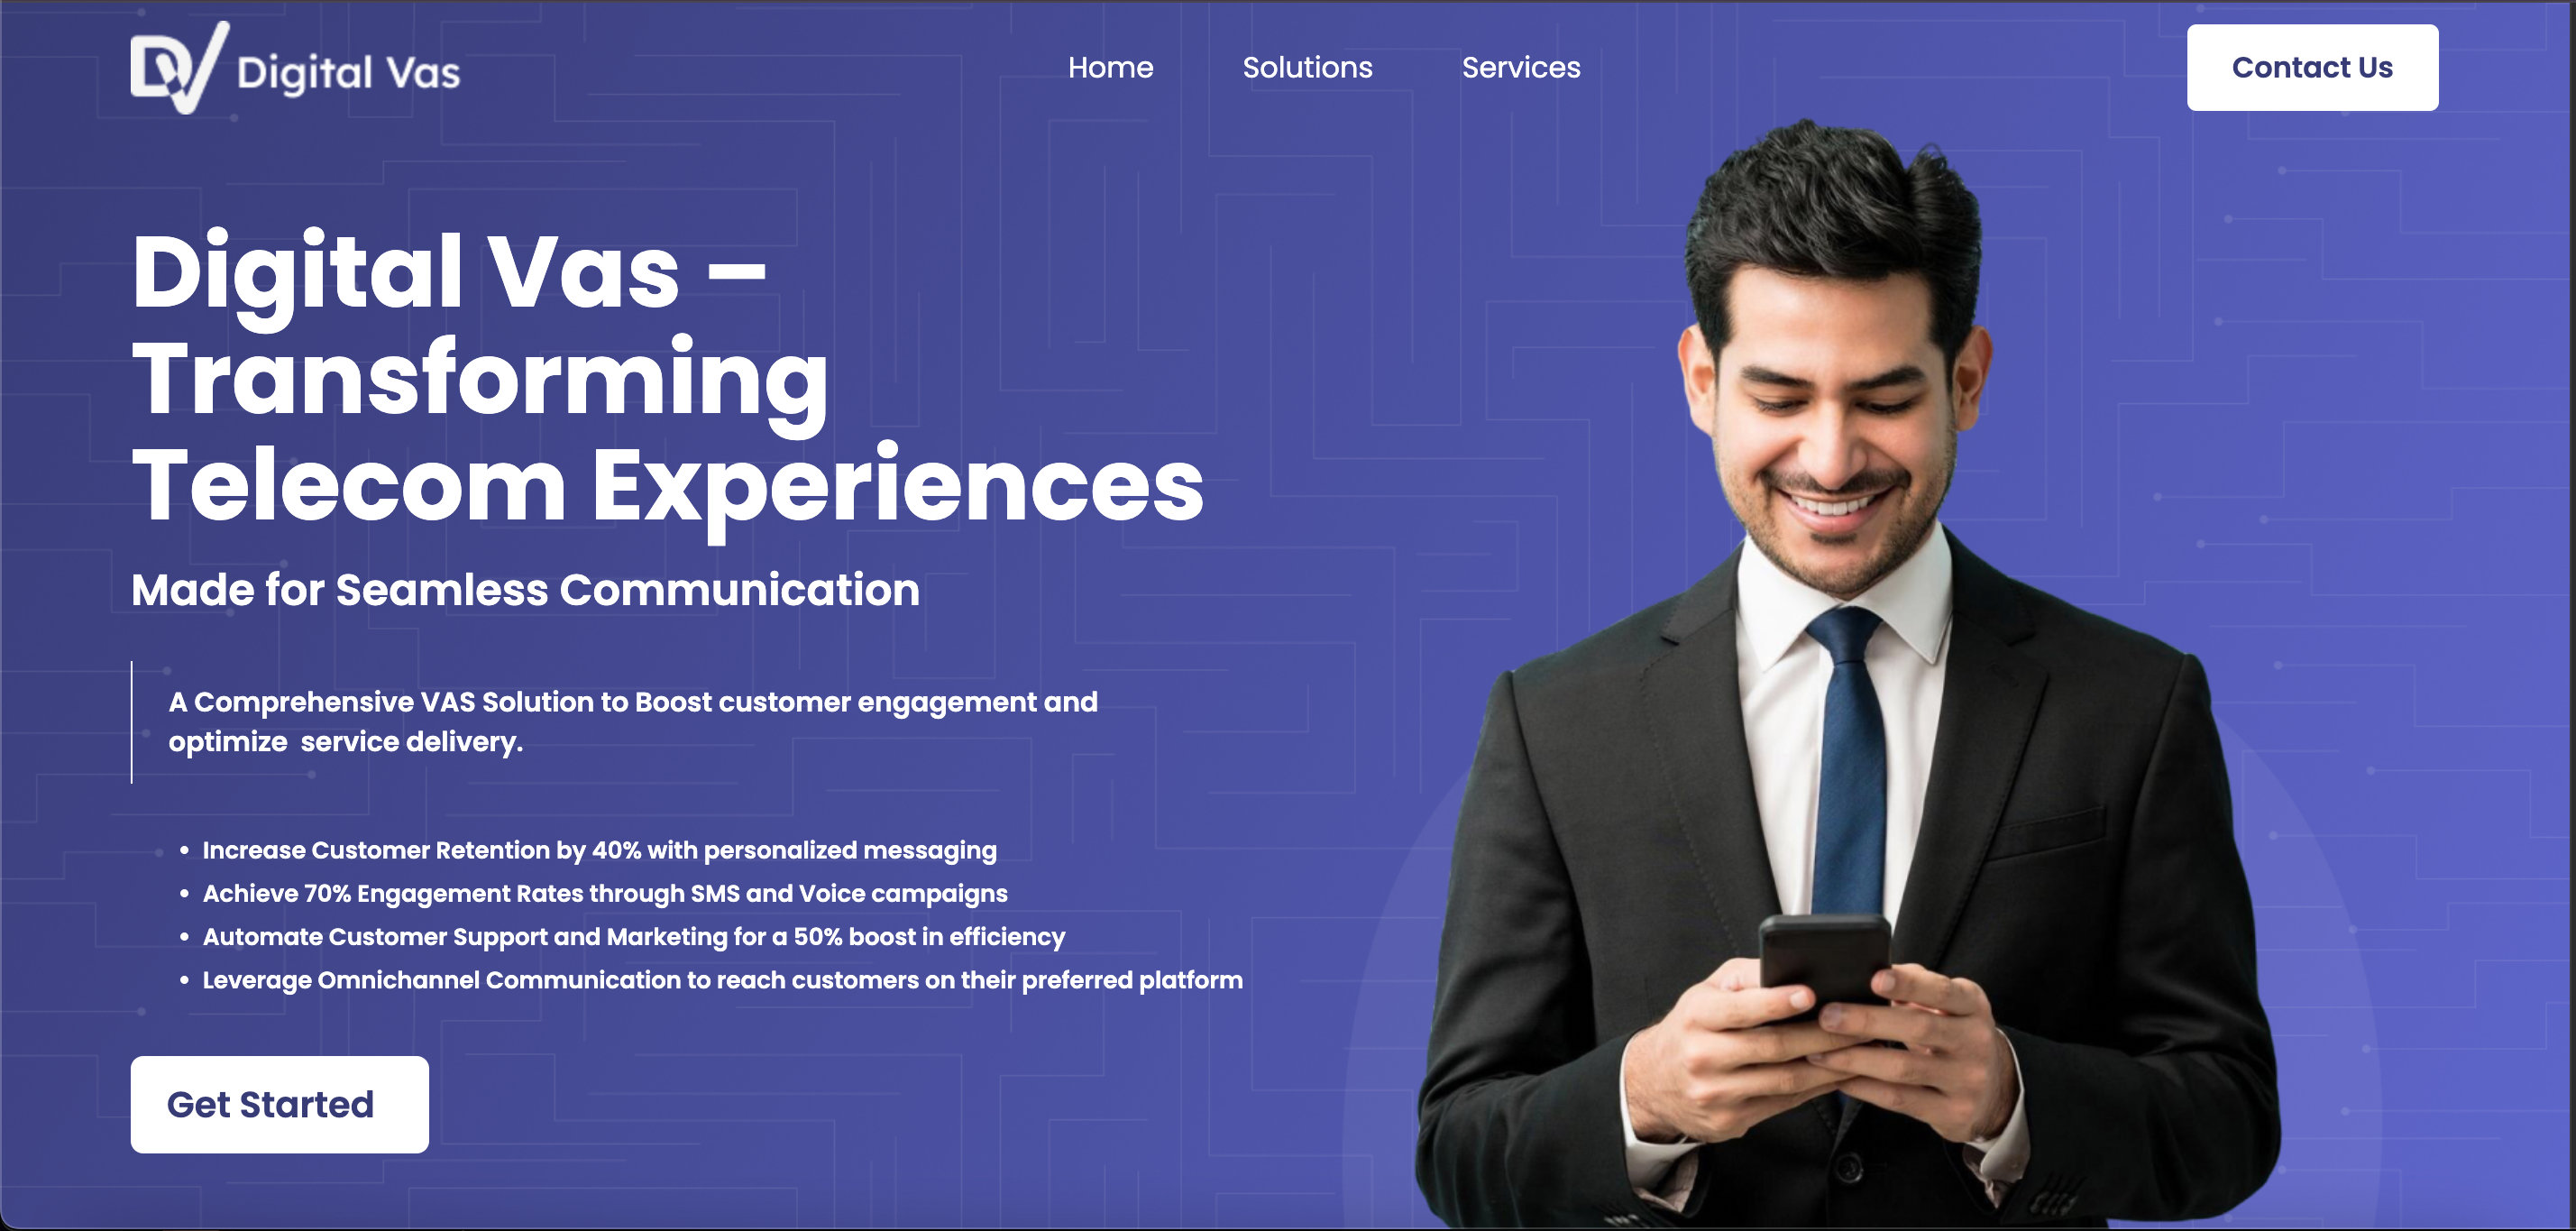 DV Digital Vas
Home
Solutions
Services
Contact Us
Digital Vas –
Transforming
Telecom Experiences
Made for Seamless Communication
A Comprehensive VAS Solution to Boost customer engagement and
optimize  service delivery.
• Increase Customer Retention by 40% with personalized messaging
• Achieve 70% Engagement Rates through SMS and Voice campaigns
• Automate Customer Support and Marketing for a 50% boost in efficiency
• Leverage Omnichannel Communication to reach customers on their preferred platform
Get Started